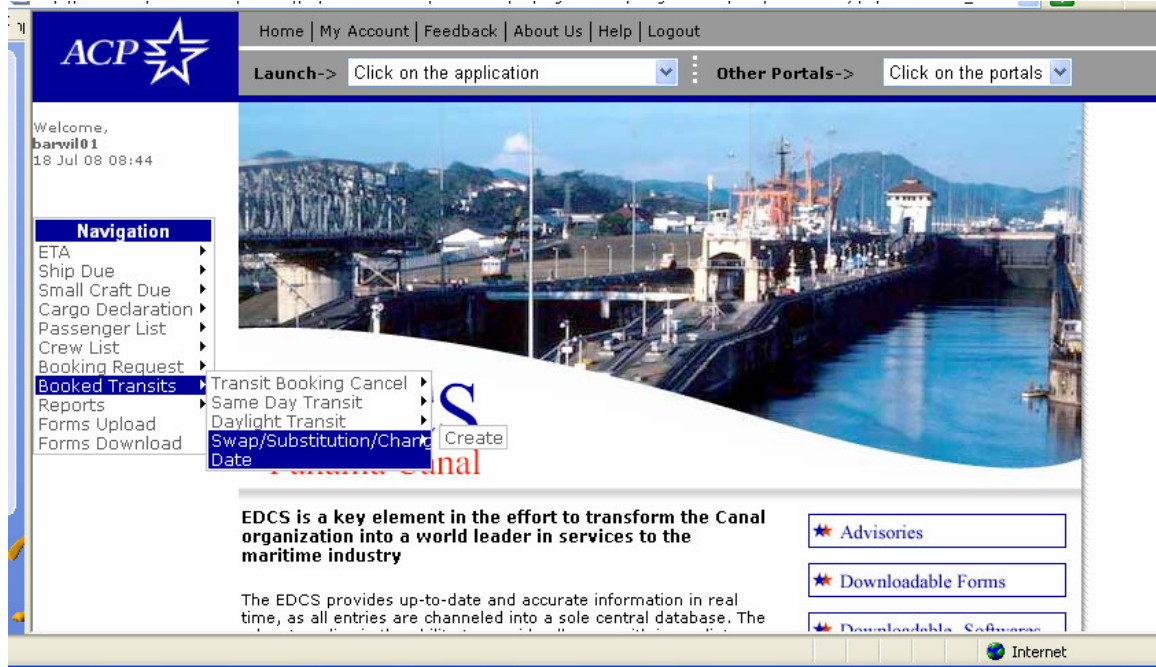 Home | My Account | Feedback | About Us | Help | Logout
ACP
Launch-> Click on the application Other Portals-> Click on the portals
Welcome,
barwil01
18 Jul 08 08:44
Navigation
ETA
Ship Due
Small Craft Due
Cargo Declaration
Passenger List
Crew List
Booking Request
Booked Transits
Reports
Forms Upload
Forms Download
Transit Booking Cancel
Same Day Transit
Daylight Transit
Swap/Substitution/Chang
Date
Create
Canal
EDCS is a key element in the effort to transform the Canal
organization into a world leader in services to the
maritime industry
The EDCS provides up-to-date and accurate information in real
time, as all entries are channeled into a sole central database. The
Advisories
Downloadable Forms
Downloadable Softwares
Internet